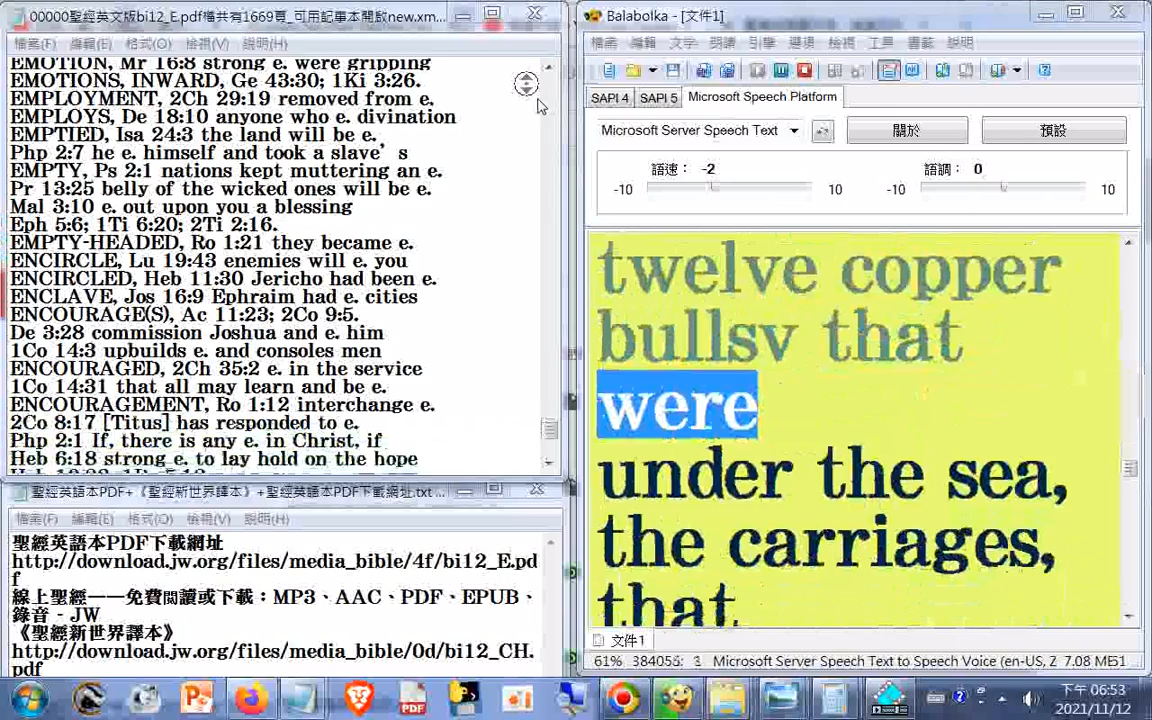 00000聖經英文版bi12_E.pdf檔共有1669頁_可用記事本開啟new.xm...
檔案(F) 編輯(E) 格式(O) 檢視(V) 說明(H)
EMOTION, Mr 16:8 strong e. were gripping
EMOTIONS, INWARD, Ge 43:30; 1Ki 3:26.
EMPLOYMENT, 2Ch 29:19 removed from e.
EMPLOYS, De 18:10 anyone who e. divination
EMPTIED, Isa 24:3 the land will be e.
Php 2:7 he e. himself and took a slave’s
EMPTY, Ps 2:1 nations kept muttering an e.
Pr 13:25 belly of the wicked ones will be e.
Mal 3:10 e. out upon you a blessing
Eph 5:6; 1Ti 6:20; 2Ti 2:16.
EMPTY-HEADED, Ro 1:21 they became e.
ENCIRCLE, Lu 19:43 enemies will e. you
ENCIRCLED, Heb 11:30 Jericho had been e.
ENCLAVE, Jos 16:9 Ephraim had e. cities
ENCOURAGE(S), Ac 11:23; 2Co 9:5.
De 3:28 commission Joshua and e. him
1Co 14:3 upbuilds e. and consoles men
ENCOURAGED, 2Ch 35:2 e. in the service
1Co 14:31 that all may learn and be e.
ENCOURAGEMENT, Ro 1:12 interchange e.
2Co 8:17 [Titus] has responded to e.
Php 2:1 If, there is any e. in Christ, if
Heb 6:18 strong e. to lay hold on the hope
聖經英語本PDF+《聖經新世界譯本》+聖經英語本PDF下載網址.txt ...
檔案(F) 編輯(E) 格式(O) 檢視(V) 說明(H)
聖經英語本PDF下載網址
http://download.jw.org/files/media_bible/4f/bi12_E.pd
f
線上聖經——免費閱讀或下載：MP3、AAC、PDF、EPUB、
錄音 - JW
《聖經新世界譯本》
http://download.jw.org/files/media_bible/0d/bi12_CH.
pdf
Balabolka - [文件1]
檔案 編輯 文字 朗讀 引擎 選項 檢視 工具 書籤 說明
SAPI 4 SAPI 5 Microsoft Speech Platform
Microsoft Server Speech Text 關於 預設
語速： -2 語調： 0
-10 10 -10 10
twelve copper
bullsv that
were
under the sea,
the carriages,
that
文件1
61% Microsoft Server Speech Text to Speech Voice (en-US, Z 7.08 MB
下午 06:53
2021/11/12